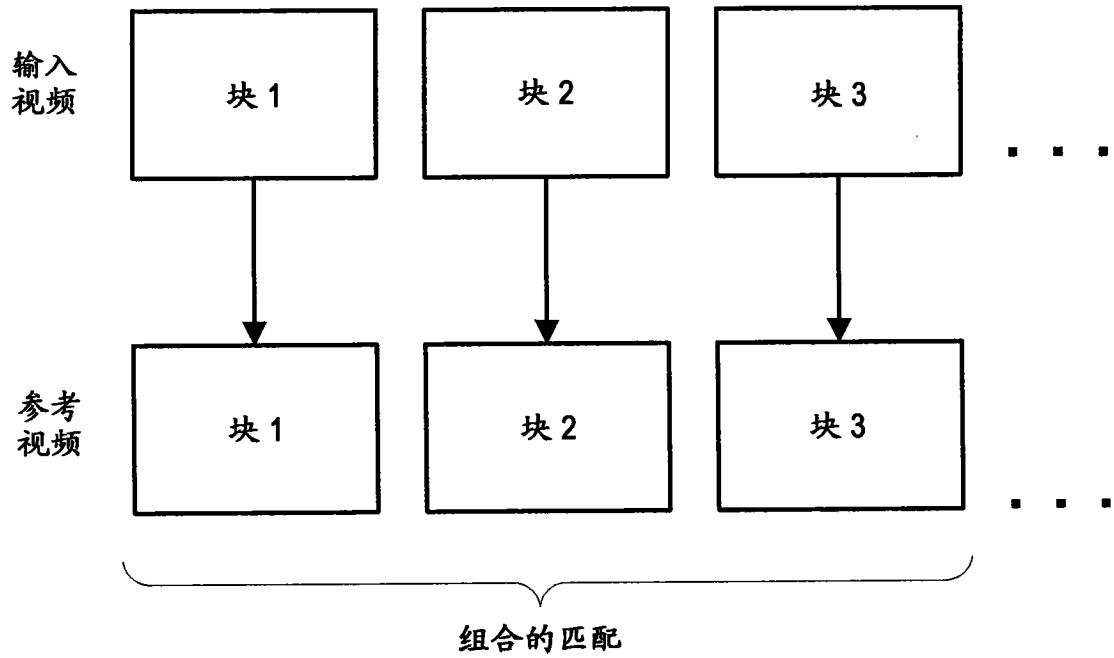 输入
视频
块 1
块 2
块 3
. . .
参考
视频
块 1
块 2
块 3
. . .
组合的匹配